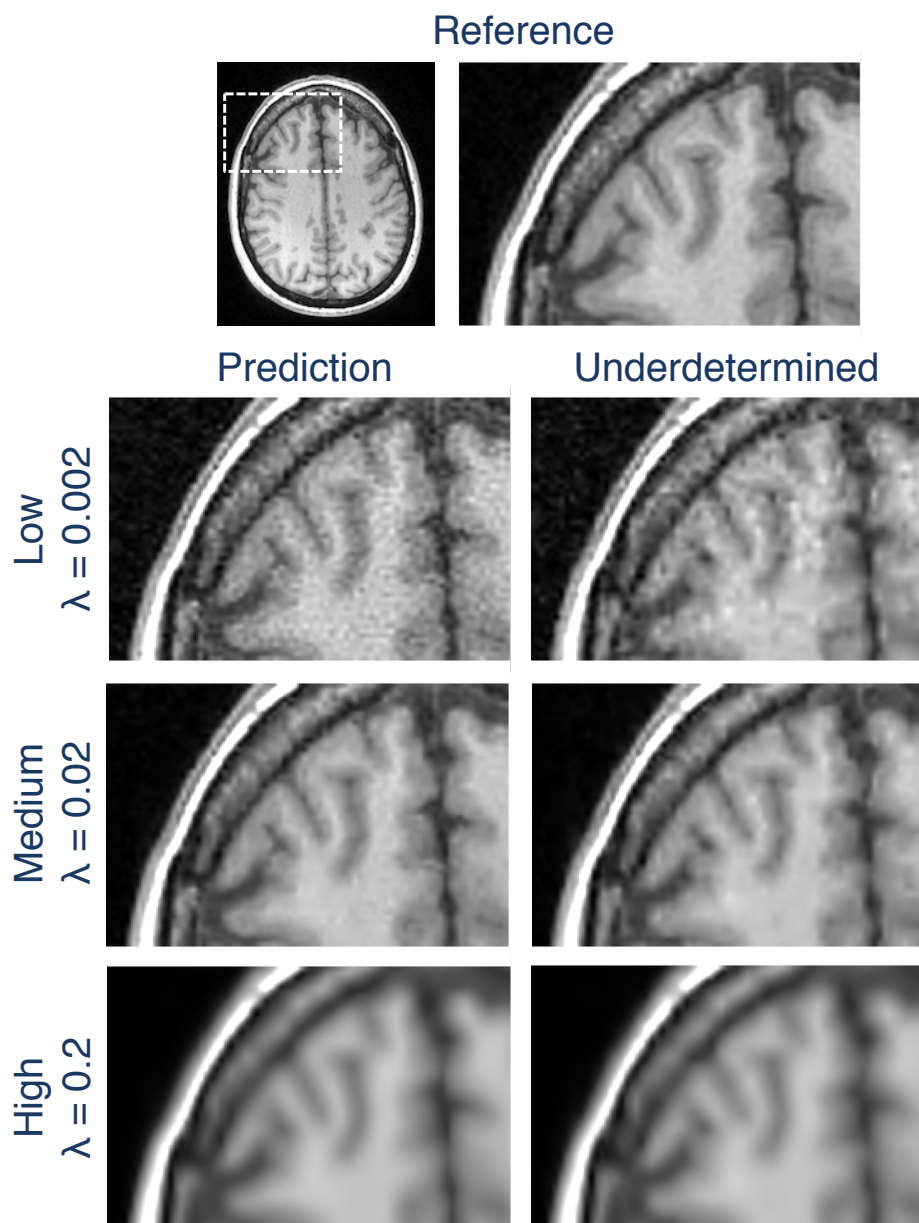 Reference
Prediction
Underdetermined
Low
λ = 0.002
Medium
λ = 0.02
High
λ = 0.2